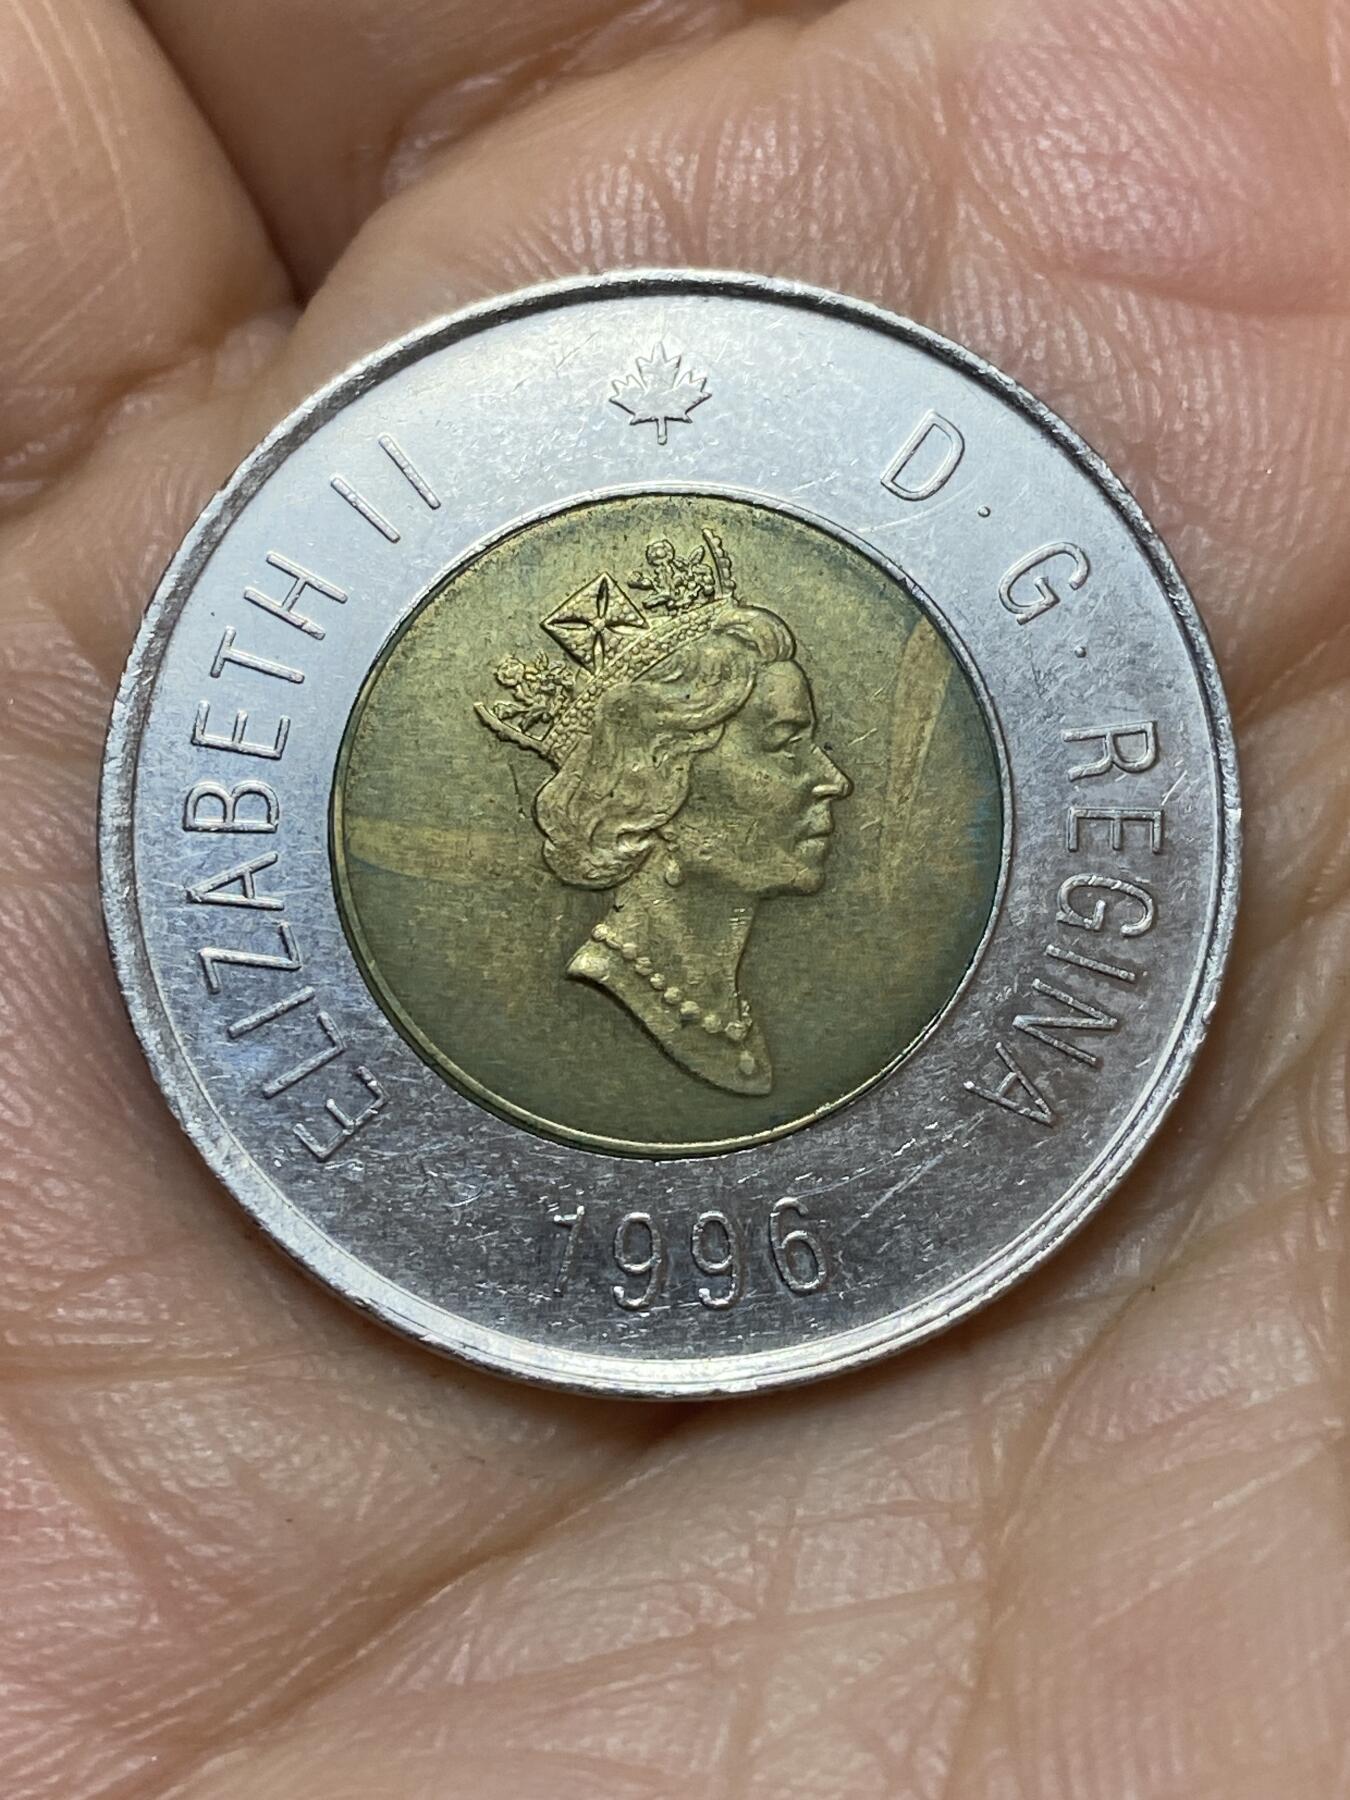 ELIZABETH II
D. G. REGINA
1996